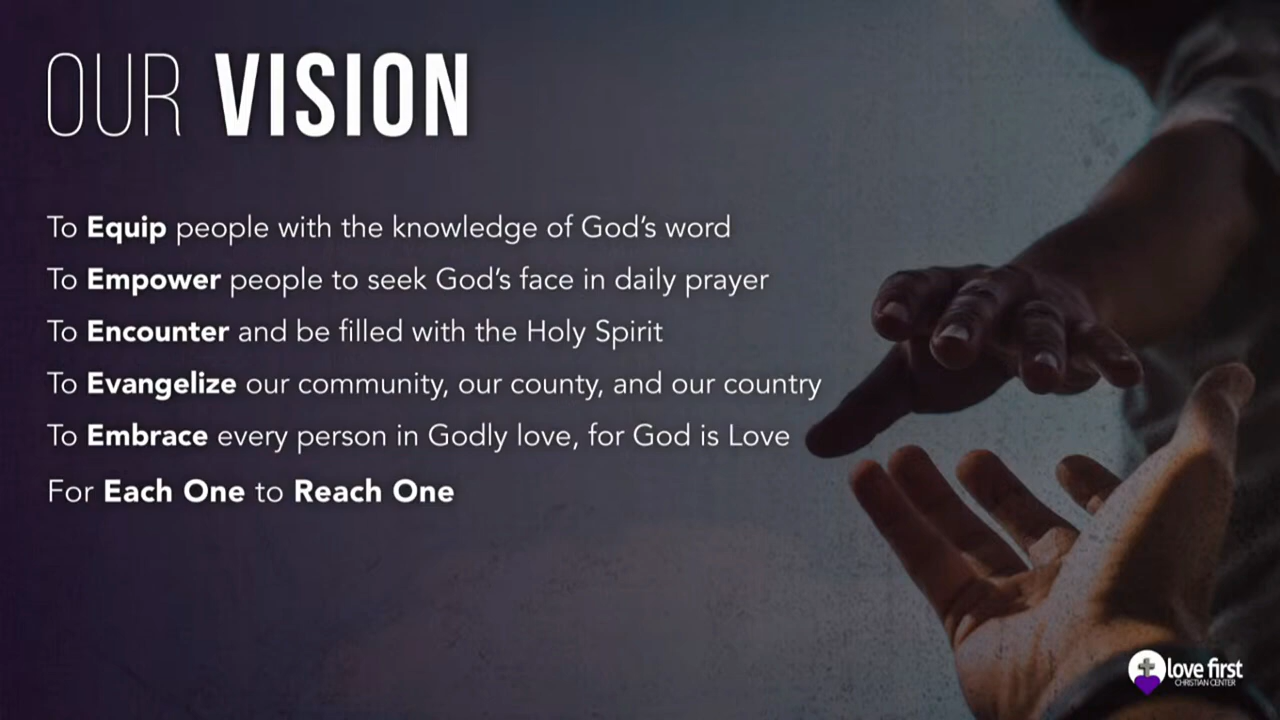 OUR VISION
To Equip people with the knowledge of God's word
To Empower people to seek God's face in daily prayer
To Encounter and be filled with the Holy Spirit
To Evangelize our community, our county, and our country
To Embrace every person in Godly love, for God is Love
For Each One to Reach One
love first
CHRISTIAN CENTER